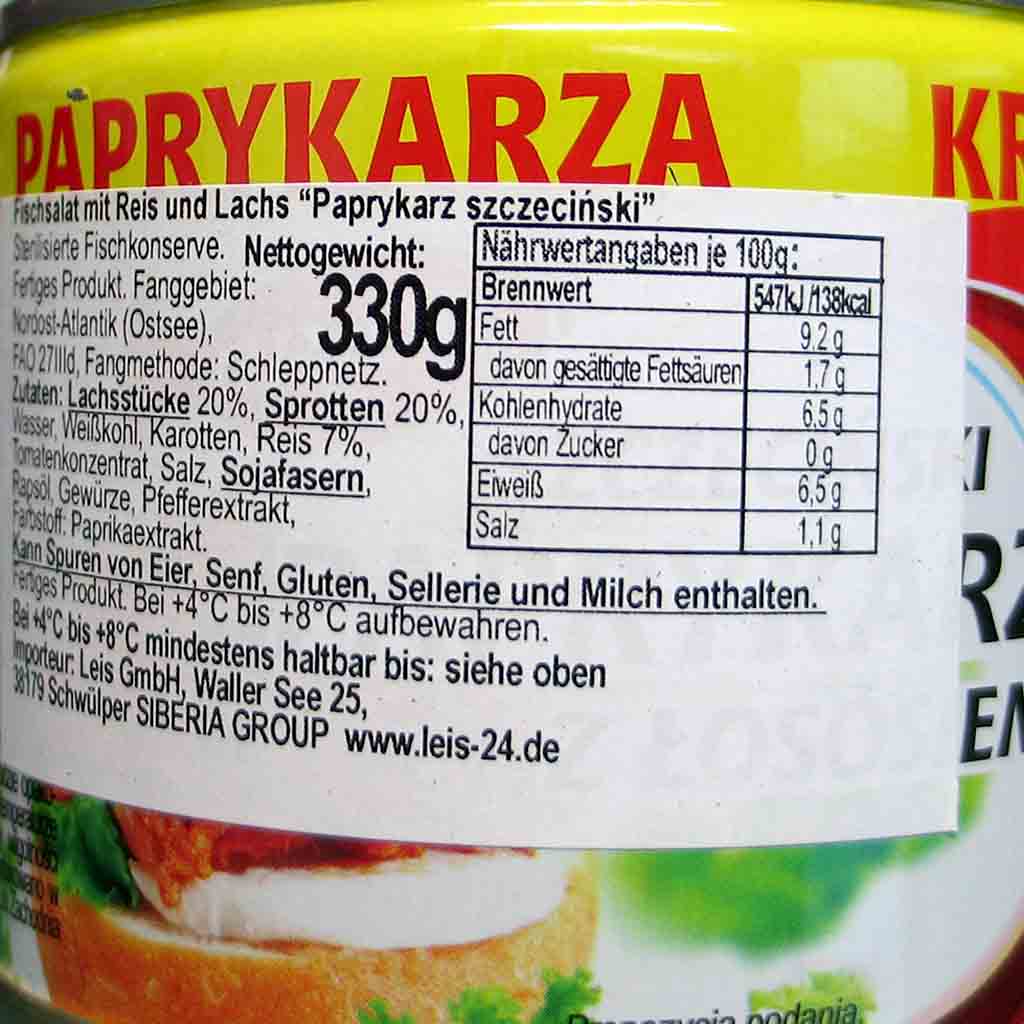 PAPRYKARZA KR
Fischsalat mit Reis und Lachs "Paprykarz szczeciński"
Sterilisierte Fischkonserve. Nettogewicht:
Fertiges Produkt. Fanggebiet: 330g
Nordost-Atlantik (Ostsee),
FAO 27IIId, Fangmethode: Schleppnetz.
Zutaten: Lachsstücke 20%, Sprotten 20%,
Wasser, Weißkohl, Karotten, Reis 7%,
Tomatenkonzentrat, Salz, Sojafasern,
Rapsöl, Gewürze, Pfefferextrakt,
Farbstoff: Paprikaextrakt.
Nährwertangaben je 100g:
Brennwert 547kJ/138kcal
Fett 9.2 g
davon gesättigte Fettsäuren 1,7 g
Kohlenhydrate 6,5 g
davon Zucker 0 g
Eiweiß 6,5 g
Salz 1,1 g
Kann Spuren von Eier, Senf, Gluten, Sellerie und Milch enthalten.
Fertiges Produkt. Bei +4°C bis +8°C aufbewahren.
Bei +4°C bis +8°C mindestens haltbar bis: siehe oben
Importeur: Leis GmbH, Waller See 25,
38179 Schwülper SIBERIA GROUP www.leis-24.de
KI
RZ
EN
podania